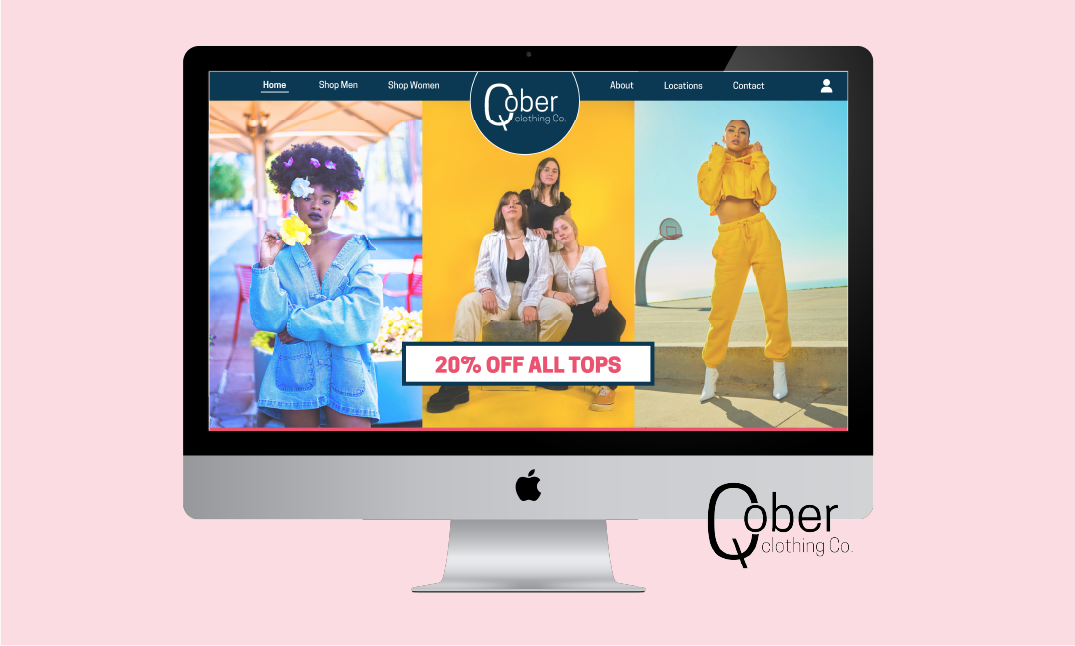 Home
Shop Men
Shop Women
Qober
clothing Co.
About
Locations
Contact
20% OFF ALL TOPS
Qober
clothing Co.